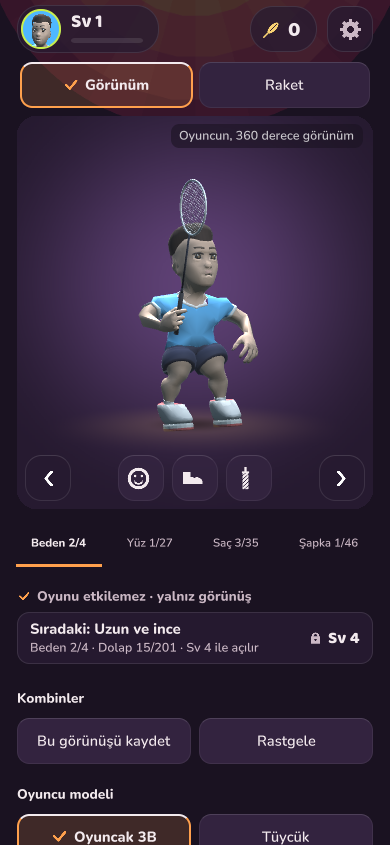 Sv 1
0
Görünüm
Raket
Oyuncun, 360 derece görünüm
Beden 2/4
Yüz 1/27
Saç 3/35
Şapka 1/46
Oyunu etkilemez · yalnız görünüş
Sıradaki: Uzun ve ince
Beden 2/4 · Dolap 15/201 · Sv 4 ile açılır
Sv 4
Kombinler
Bu görünüşü kaydet
Rastgele
Oyuncu modeli
Oyuncak 3B
Tüycük